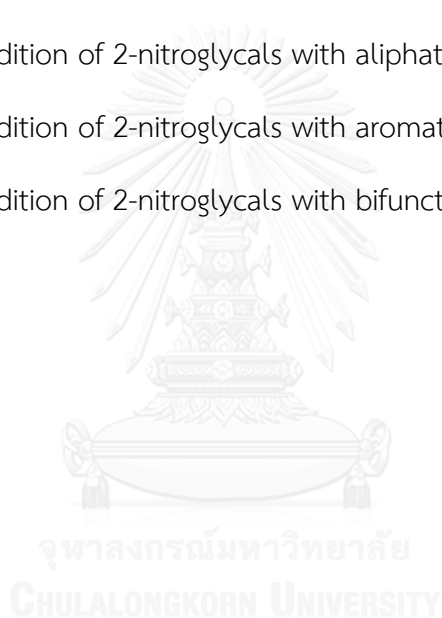 dition of 2-nitroglycals with aliphat
dition of 2-nitroglycals with aromat
dition of 2-nitroglycals with bifunct
จุฬาลงกรณ์มหาวิทยาลัย
CHULALONGKORN UNIVERSITY